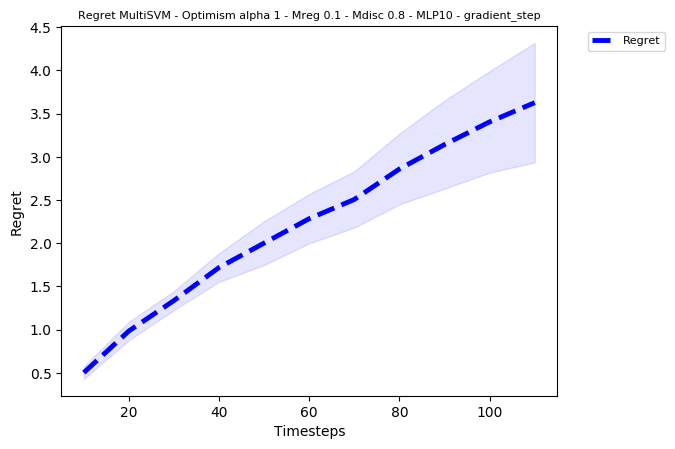 Regret MultiSVM - Optimism alpha 1 - Mreg 0.1 - Mdisc 0.8 - MLP10 - gradient_step
Regret
4.5
4.0
3.5
3.0
2.5
2.0
1.5
1.0
0.5
Regret
20 40 60 80 100
Timesteps